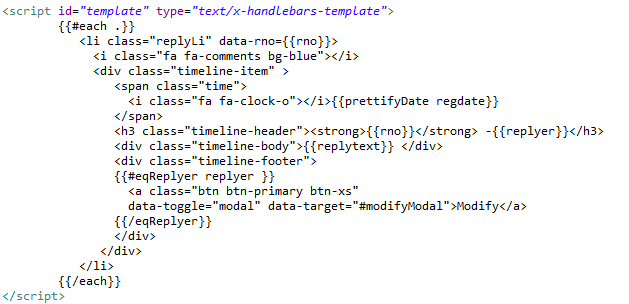 <script id="template" type="text/x-handlebars-template">
{{#each .}}
<li class="replyLi" data-rno={{rno}}>
<i class="fa fa-comments bg-blue"></i>
<div class="timeline-item" >
<span class="time">
<i class="fa fa-clock-o"></i>{{prettifyDate regdate}}
</span>
<h3 class="timeline-header"><strong>{{rno}}</strong> -{{replyer}}</h3>
<div class="timeline-body">{{replytext}} </div>
<div class="timeline-footer">
{{#eqReplyer replyer }}
<a class="btn btn-primary btn-xs"
data-toggle="modal" data-target="#modifyModal">Modify</a>
{{/eqReplyer}}
</div>
</div>
</li>
{{/each}}
</script>